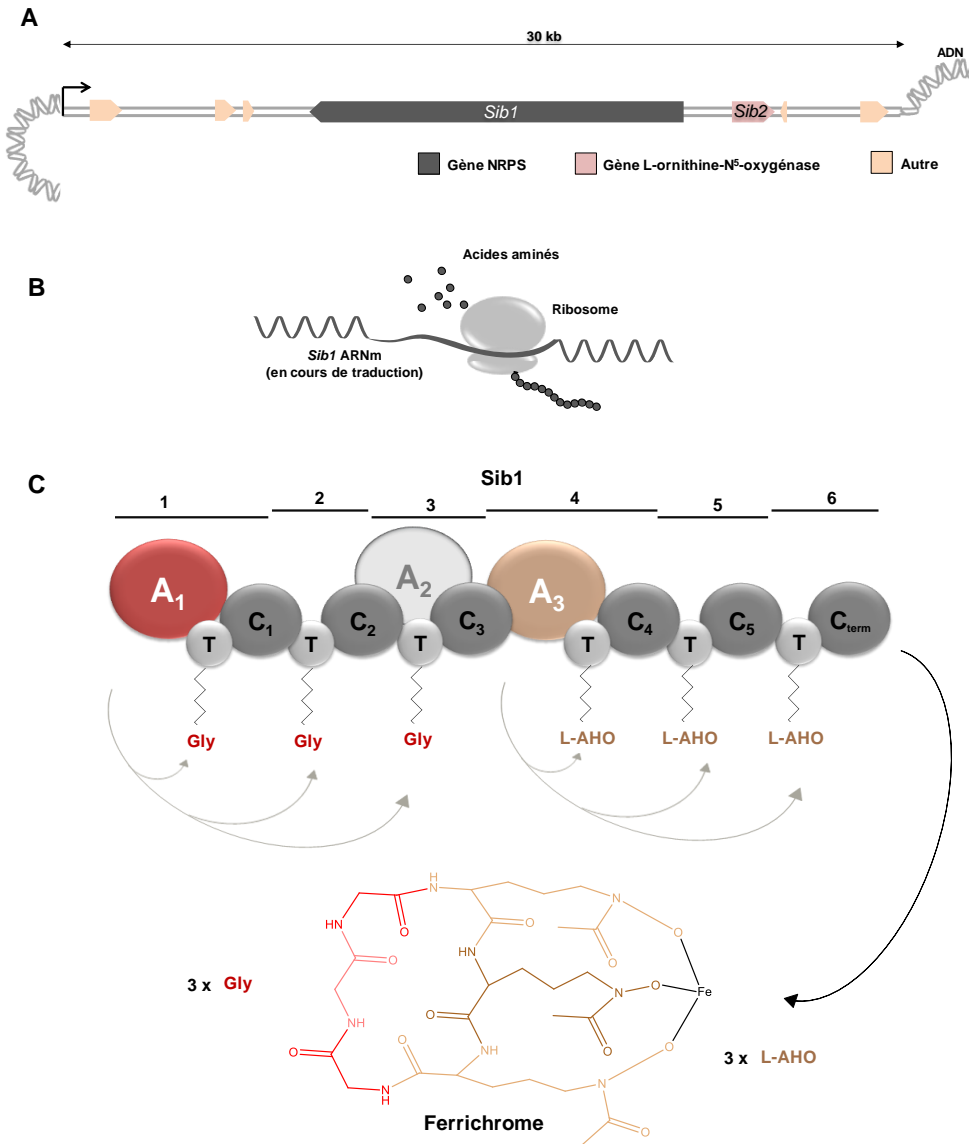 A
30 kb
ADN
Sib1
Sib2
Gène NRPS
Gène L-ornithine-N⁵-oxygénase
Autre
B
Acides aminés
Ribosome
Sib1 ARNm
(en cours de traduction)
C
Sib1
1 2 3 4 5 6
A₁ A₂ A₃
C₁ C₂ C₃ C₄ C₅ Cterm
T T T T T T
Gly Gly Gly L-AHO L-AHO L-AHO
H
N
N
O
O
O
O
HN
HN
O
O
3 x Gly
N
O
Fe
NH
O
O
O
NH
O
O
O
3 x L-AHO
N
H
N
O
Ferrichrome